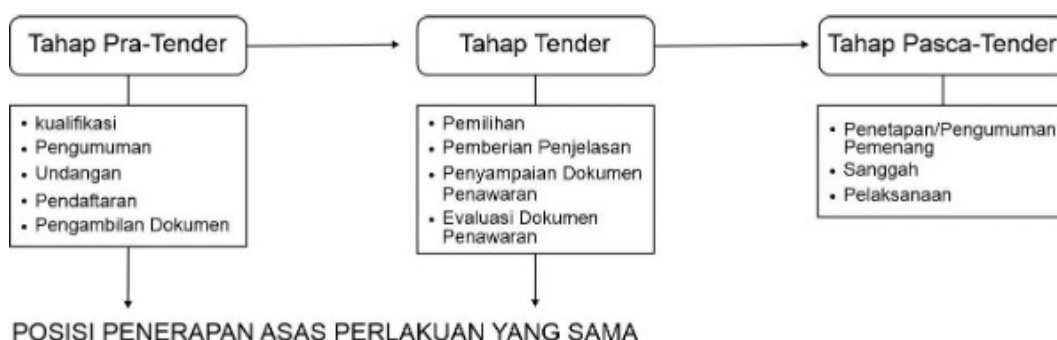 Tahap Pra-Tender
Tahap Tender
Tahap Pasca-Tender
• kualifikasi
• Pengumuman
• Undangan
• Pendaftaran
• Pengambilan Dokumen
• Pemilihan
• Pemberian Penjelasan
• Penyampaian Dokumen
Penawaran
• Evaluasi Dokumen
Penawaran
• Penetapan/Pengumuman
Pemenang
• Sanggah
• Pelaksanaan
POSISI PENERAPAN ASAS PERLAKUAN YANG SAMA